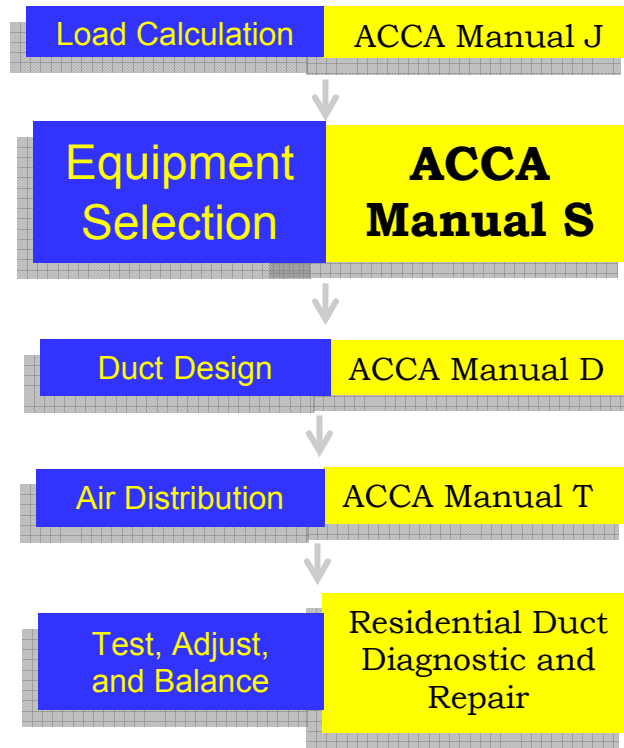 Load Calculation
ACCA Manual J
Equipment
Selection
ACCA
Manual S
Duct Design
ACCA Manual D
Air Distribution
ACCA Manual T
Test, Adjust,
and Balance
Residential Duct
Diagnostic and
Repair